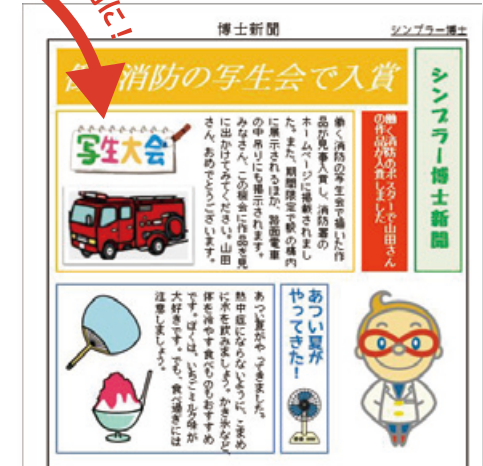 に！
博士新聞
シンプラー博士
消防の写生会で入賞
シンプラー博士新聞
働く消防のポスターで山田さん
の作品が入賞しました
働く消防の写生会で描いた作
品が見事入賞し、消防署の
ホームページに掲載されまし
た。また、期間限定で駅の構内
に展示されるほか、路面電車
の中吊りにも掲示されます。
みなさん、この機会に作品を見
に出かけてみてください。山田
さん、おめでとうございます。
写生大会
あつい夏が
やってきた！
あつい夏がやってきました。
熱中症にならないように、こまめ
に水を飲みましょう。かき氷など、
体を冷やす食べものもおすすめ
です。ぼくは、いちごミルク味が
大好きです。でも、食べ過ぎには
注意しましょう。